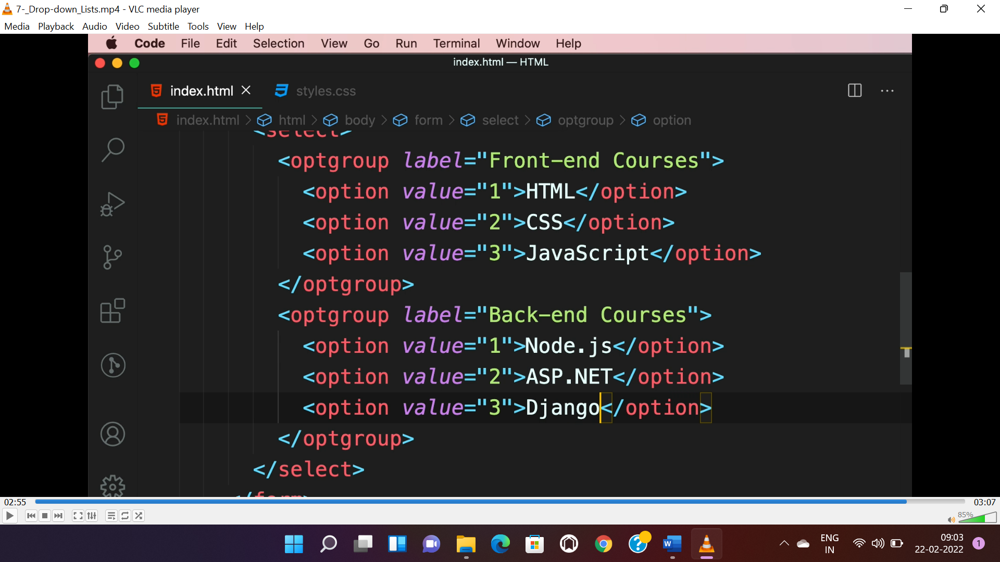 7-_Drop-down_Lists.mp4 - VLC media player
Media Playback Audio Video Subtitle Tools View Help
Code File Edit Selection View Go Run Terminal Window Help
index.html — HTML
index.html styles.css
index.html > html > body > form > select > optgroup > option
<select>
<optgroup label="Front-end Courses">
<option value="1">HTML</option>
<option value="2">CSS</option>
<option value="3">JavaScript</option>
</optgroup>
<optgroup label="Back-end Courses">
<option value="1">Node.js</option>
<option value="2">ASP.NET</option>
<option value="3">Django</option>
</optgroup>
</select>
</form>
02:55 03:07
85%
ENG
IN
09:03
22-02-2022
1